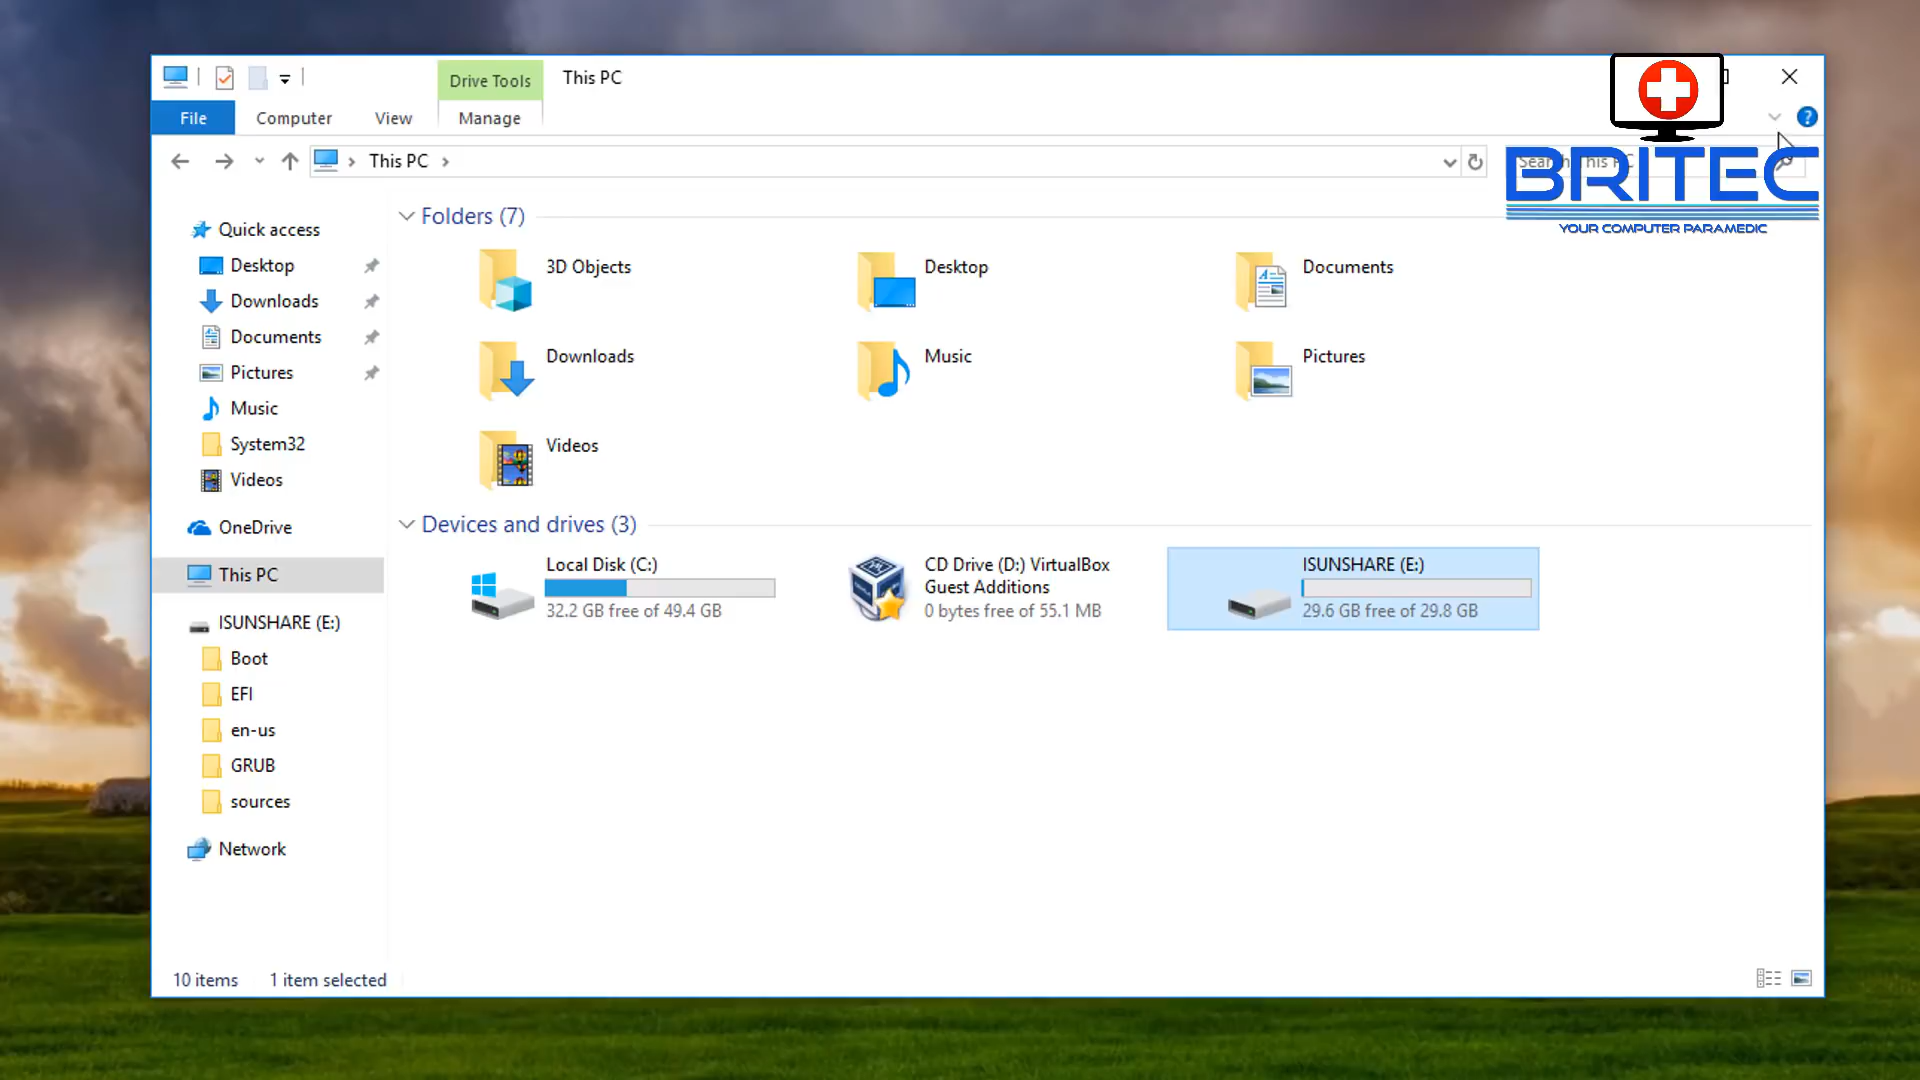 Drive Tools
This PC
File
Computer
View
Manage
This PC
Search This PC
BRITEC
YOUR COMPUTER PARAMEDIC
Quick access
Desktop
Downloads
Documents
Pictures
Music
System32
Videos
OneDrive
This PC
ISUNSHARE (E:)
Boot
EFI
en-us
GRUB
sources
Network
Folders (7)
3D Objects
Desktop
Documents
Downloads
Music
Pictures
Videos
Devices and drives (3)
Local Disk (C:)
32.2 GB free of 49.4 GB
CD Drive (D:) VirtualBox
Guest Additions
0 bytes free of 55.1 MB
ISUNSHARE (E:)
29.6 GB free of 29.8 GB
10 items
1 item selected